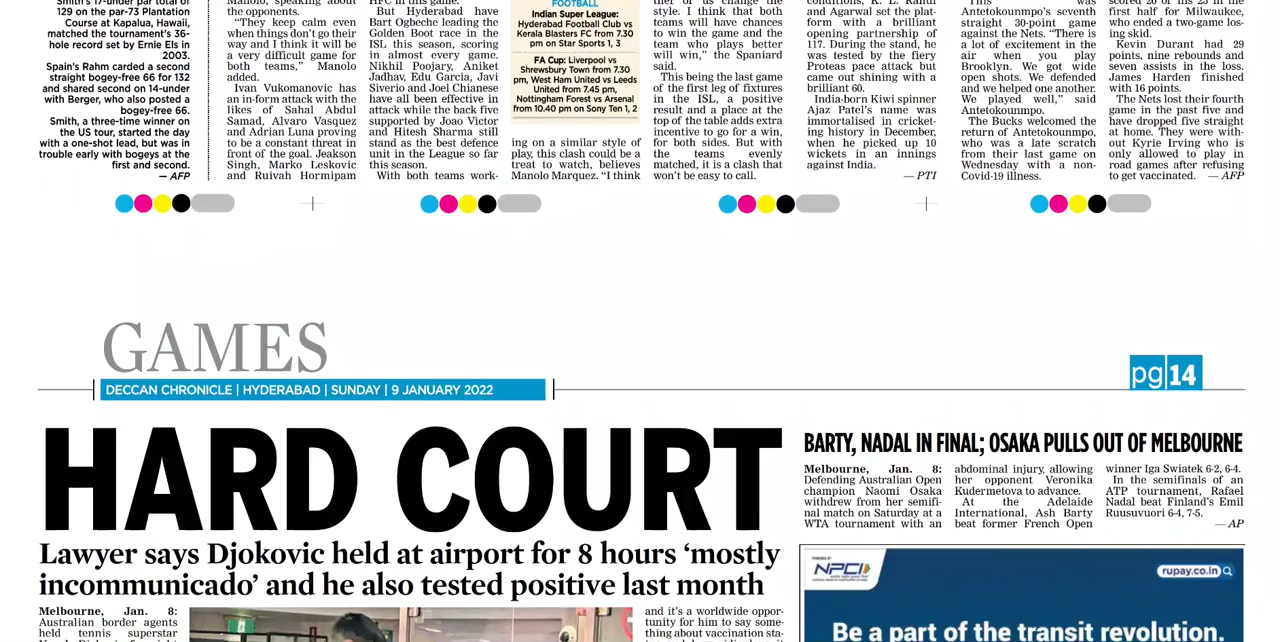 Smith's 17-under par total of
129 on the par-73 Plantation
Course at Kapalua, Hawaii,
matched the tournament's 36-
hole record set by Ernie Els in
2003.
Spain's Rahm carded a second
straight bogey-free 66 for 132
and shared second on 14-under
with Berger, who also posted a
bogey-free 66.
Smith, a three-time winner on
the US tour, started the day
with a one-shot lead, but was in
trouble early with bogeys at the
first and second.
— AFP
Manolo, speaking about
the opponents.
“They keep calm even
when things don't go their
way and I think it will be
a very difficult game for
both teams,” Manolo
added.
Ivan Vukomanovic has
an in-form attack with the
likes of Sahal Abdul
Samad, Alvaro Vasquez
and Adrian Luna proving
to be a constant threat in
front of the goal. Jeakson
Singh, Marko Leskovic
and Ruivah Hormipam
HFC in this game.
But Hyderabad have
Bart Ogbeche leading the
Golden Boot race in the
ISL this season, scoring
in almost every game.
Nikhil Poojary, Aniket
Jadhav, Edu Garcia, Javi
Siverio and Joel Chianese
have all been effective in
attack while the back five
supported by Joao Victor
and Hitesh Sharma still
stand as the best defence
unit in the League so far
this season.
With both teams work-
FOOTBALL
Indian Super League:
Hyderabad Football Club vs
Kerala Blasters FC from 7.30
pm on Star Sports 1, 3
FA Cup: Liverpool vs
Shrewsbury Town from 7.30
pm, West Ham United vs Leeds
United from 7.45 pm,
Nottingham Forest vs Arsenal
from 10.40 pm on Sony Ten 1, 2
ing on a similar style of
play, this clash could be a
treat to watch, believes
Manolo Marquez. “I think
ther of us change the
style. I think that both
teams will have chances
to win the game and the
team who plays better
will win,” the Spaniard
said.
This being the last game
of the first leg of fixtures
in the ISL, a positive
result and a place at the
top of the table adds extra
incentive to go for a win,
for both sides. But with
the teams evenly
matched, it is a clash that
won't be easy to call.
conditions, K. L. Rahul
and Agarwal set the plat-
form with a brilliant
opening partnership of
117. During the stand, he
was tested by the fiery
Proteas pace attack but
came out shining with a
brilliant 60.
India-born Kiwi spinner
Ajaz Patel's name was
immortalised in cricket-
ing history in December,
when he picked up 10
wickets in an innings
against India.
— PTI
This was
Antetokounmpo's seventh
straight 30-point game
against the Nets. “There is
a lot of excitement in the
air when you play
Brooklyn. We got wide
open shots. We defended
and we helped one another.
We played well,” said
Antetokounmpo.
The Bucks welcomed the
return of Antetokounmpo,
who was a late scratch
from their last game on
Wednesday with a non-
Covid-19 illness.
scored 20 of his 25 in the
first half for Milwaukee,
who ended a two-game los-
ing skid.
Kevin Durant had 29
points, nine rebounds and
seven assists in the loss.
James Harden finished
with 16 points.
The Nets lost their fourth
game in the past five and
have dropped five straight
at home. They were with-
out Kyrie Irving who is
only allowed to play in
road games after refusing
to get vaccinated. — AFP
GAMES
DECCAN CHRONICLE | HYDERABAD | SUNDAY | 9 JANUARY 2022
pg 14
HARD COURT
Lawyer says Djokovic held at airport for 8 hours ‘mostly
incommunicado’ and he also tested positive last month
Melbourne, Jan. 8:
Australian border agents
held tennis superstar
and it's a worldwide oppor-
tunity for him to say some-
thing about vaccination sta-
BARTY, NADAL IN FINAL; OSAKA PULLS OUT OF MELBOURNE
Melbourne, Jan. 8:
Defending Australian Open
champion Naomi Osaka
withdrew from her semifi-
nal match on Saturday at a
WTA tournament with an
abdominal injury, allowing
her opponent Veronika
Kudermetova to advance.
At the Adelaide
International, Ash Barty
beat former French Open
winner Iga Swiatek 6-2, 6-4.
In the semifinals of an
ATP tournament, Rafael
Nadal beat Finland's Emil
Ruusuvuori 6-4, 7-5.
— AP
POWERED BY
NPCI
rupay.co.in
Be a part of the transit revolution.